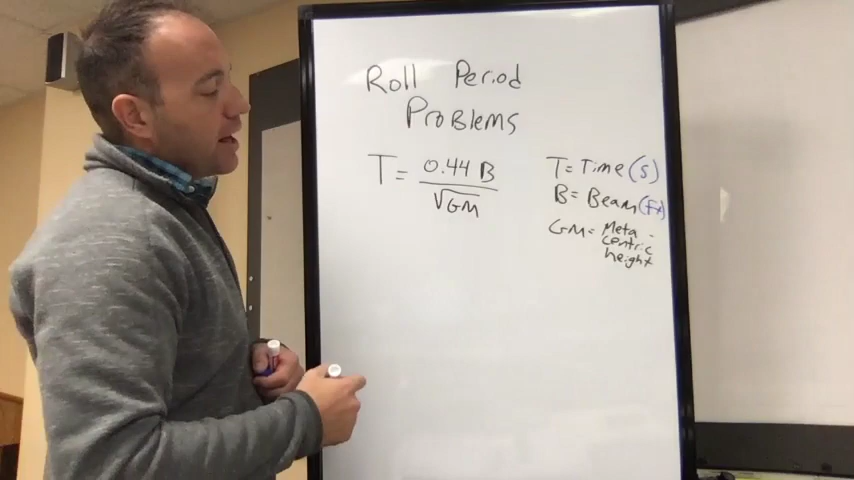 Roll Period
Problems
T = 0.44 B / √GM
T = Time (s)
B = Beam (Ft)
GM = Meta-
centric
height